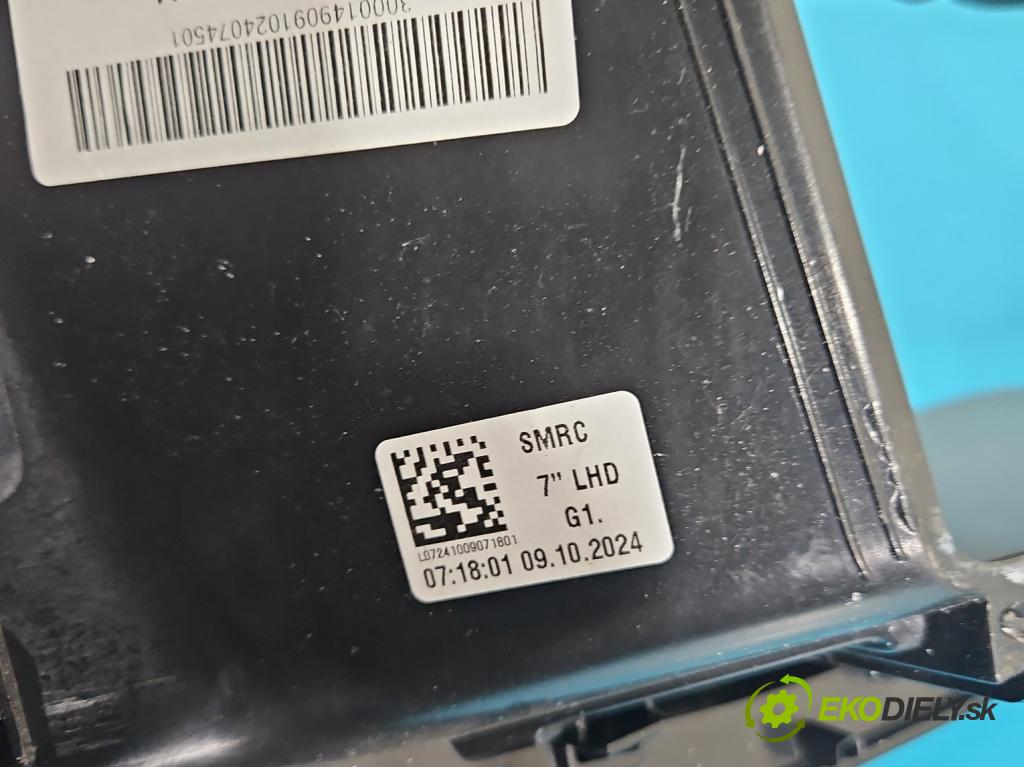 3000149091024074501
SMRC
7" LHD
G1.
L07241009071801
07:18:01 09.10.2024
EKODIELY.sk